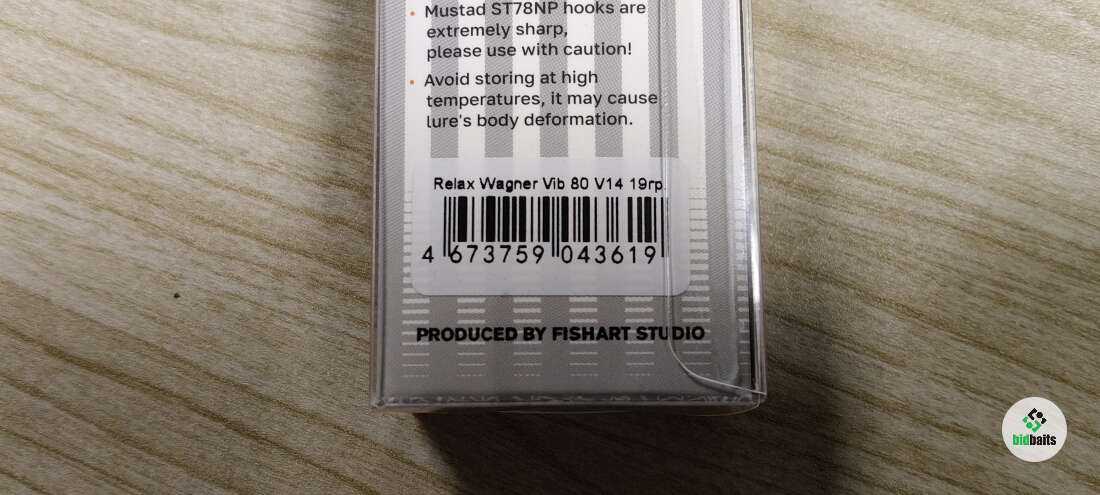 Mustad ST78NP hooks are
extremely sharp,
please use with caution!
Avoid storing at high
temperatures, it may cause
lure's body deformation.
Relax Wagner Vib 80 V14 19гр.
4 673759 043619
PRODUCED BY FISHART STUDIO
bidbaits